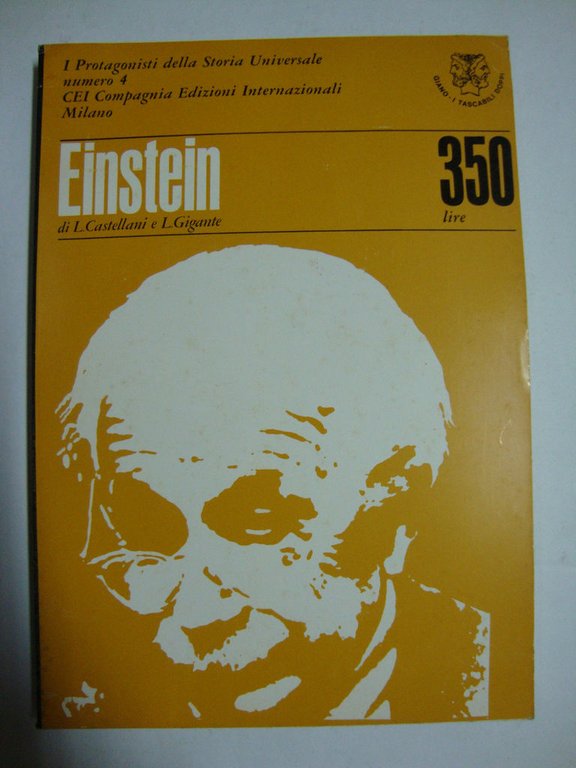 I Protagonisti della Storia Universale
numero 4
CEI Compagnia Edizioni Internazionali
Milano
GIANO - I TASCABILI DOPPI
Einstein
350
di L. Castellani e L. Gigante
lire